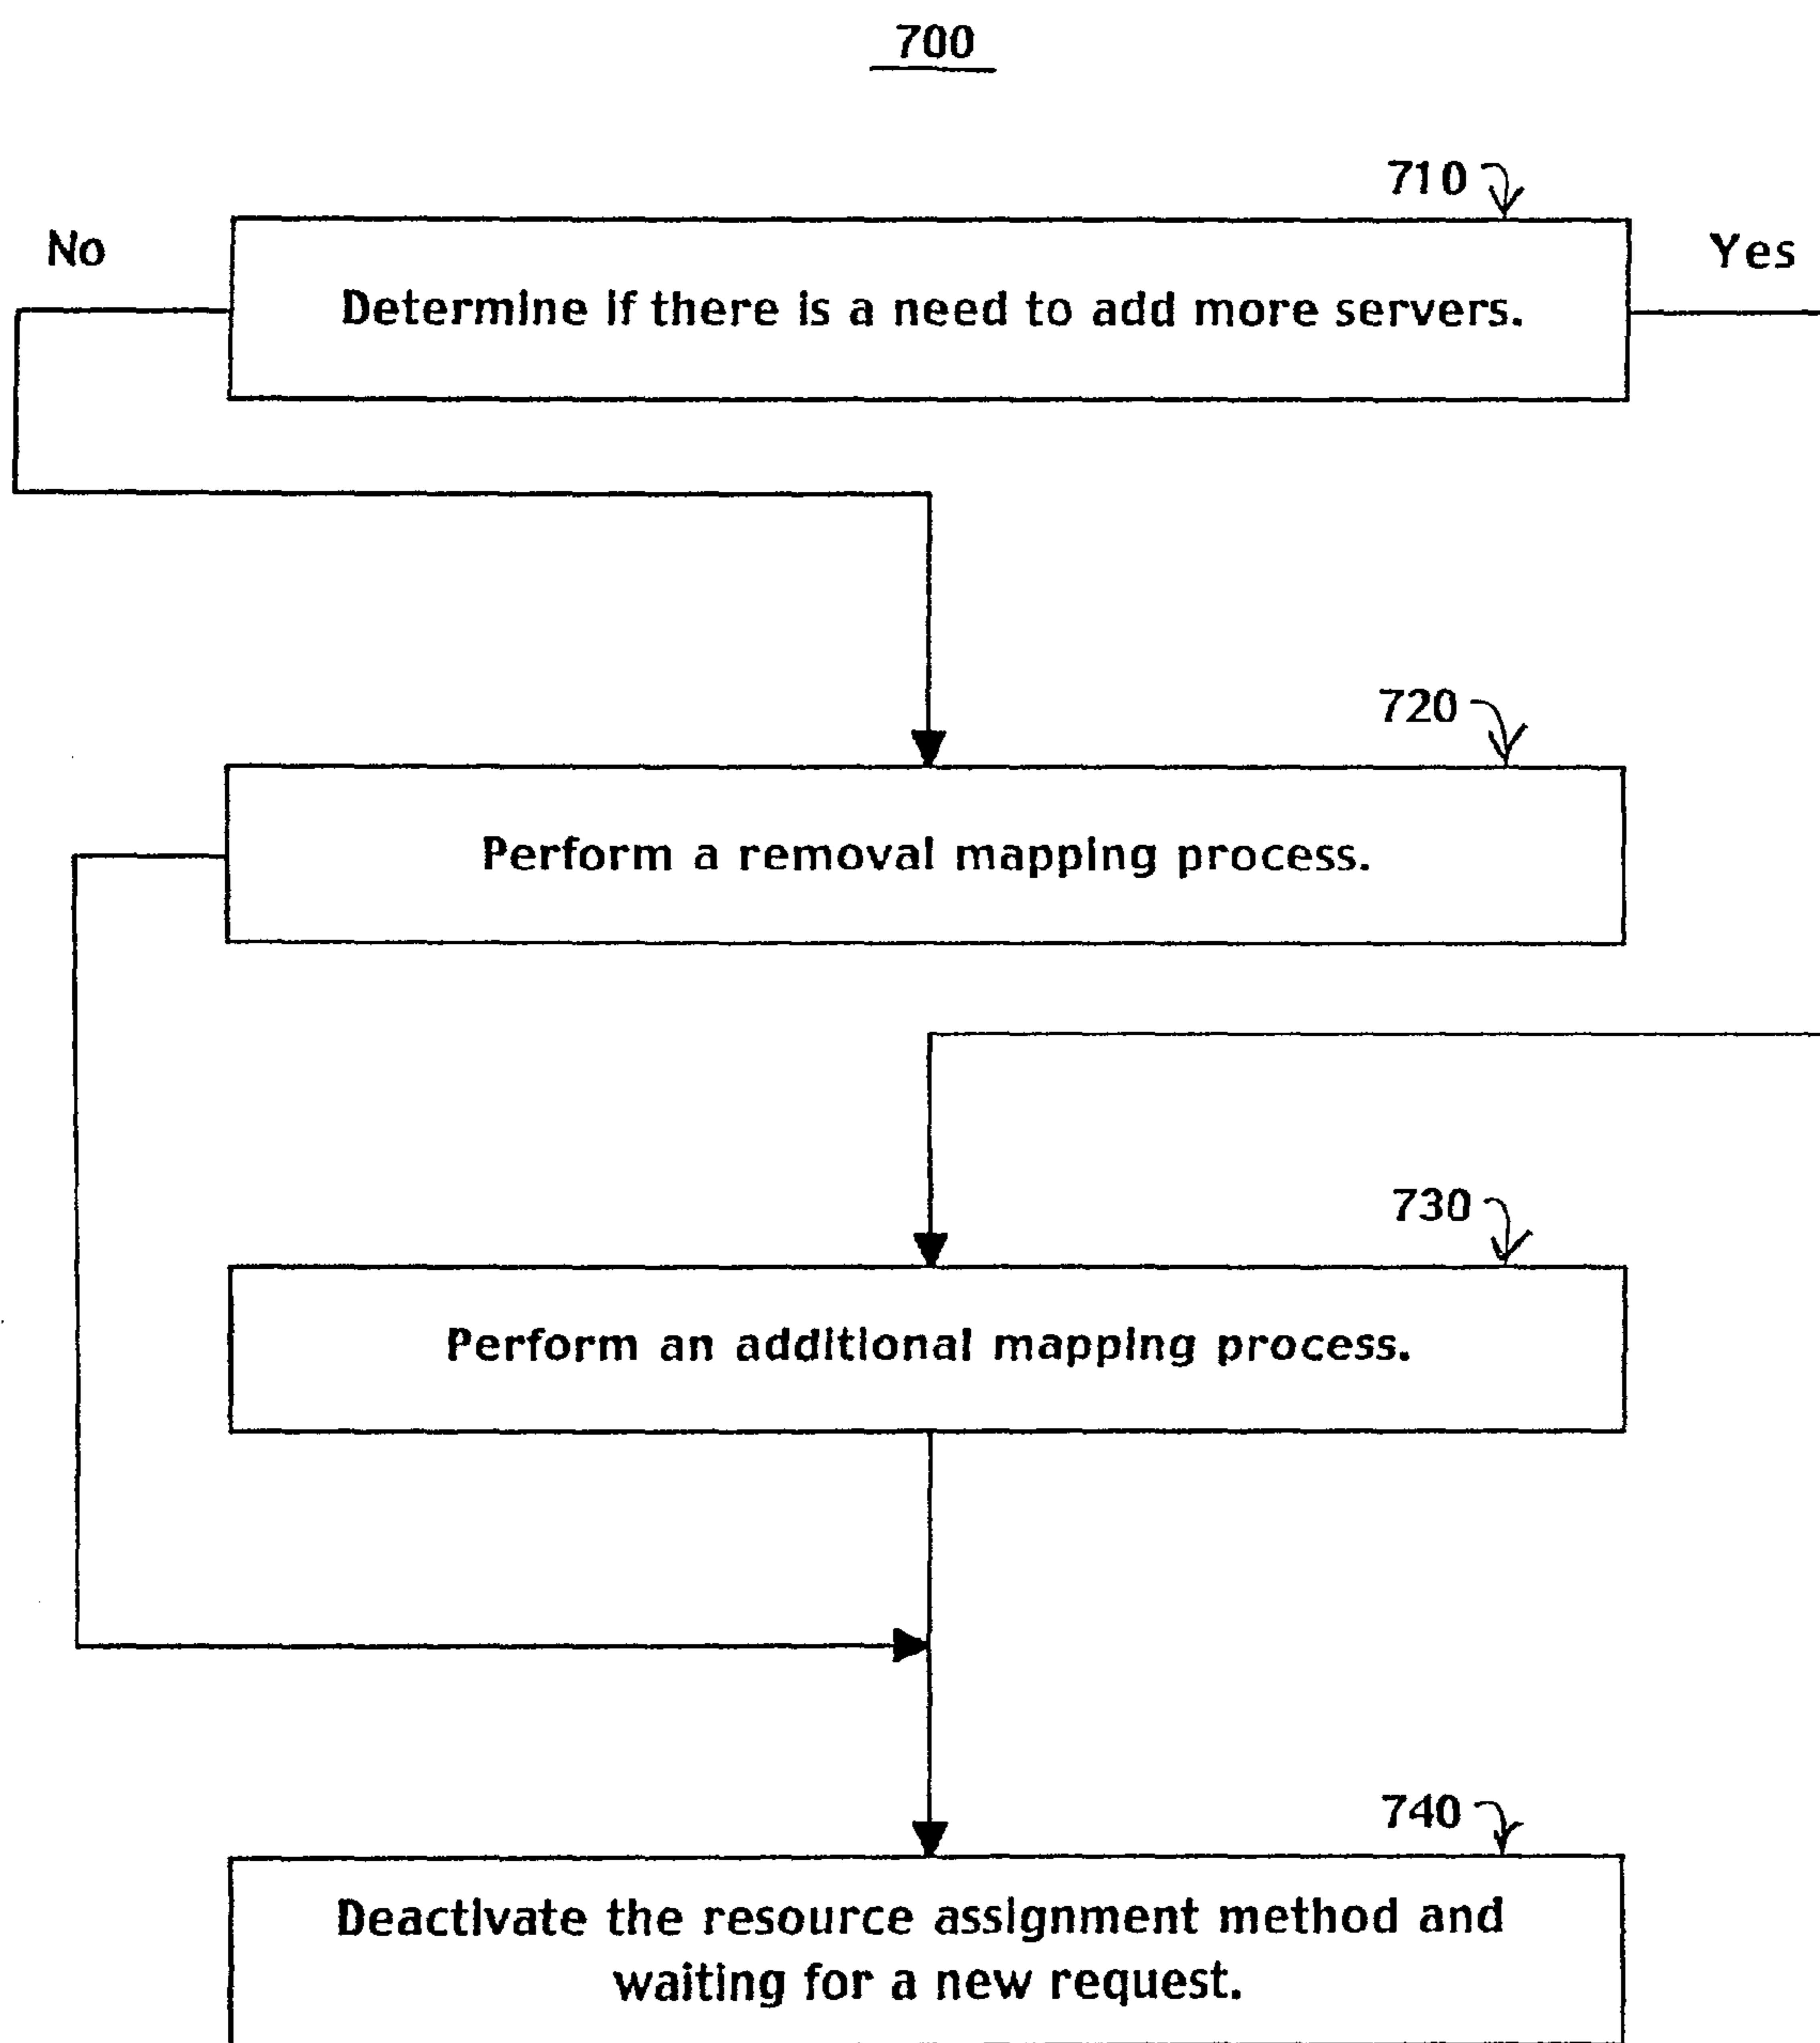 700
710
No
Yes
Determine if there is a need to add more servers.
720
Perform a removal mapping process.
730
Perform an additional mapping process.
740
Deactivate the resource assignment method and
waiting for a new request.